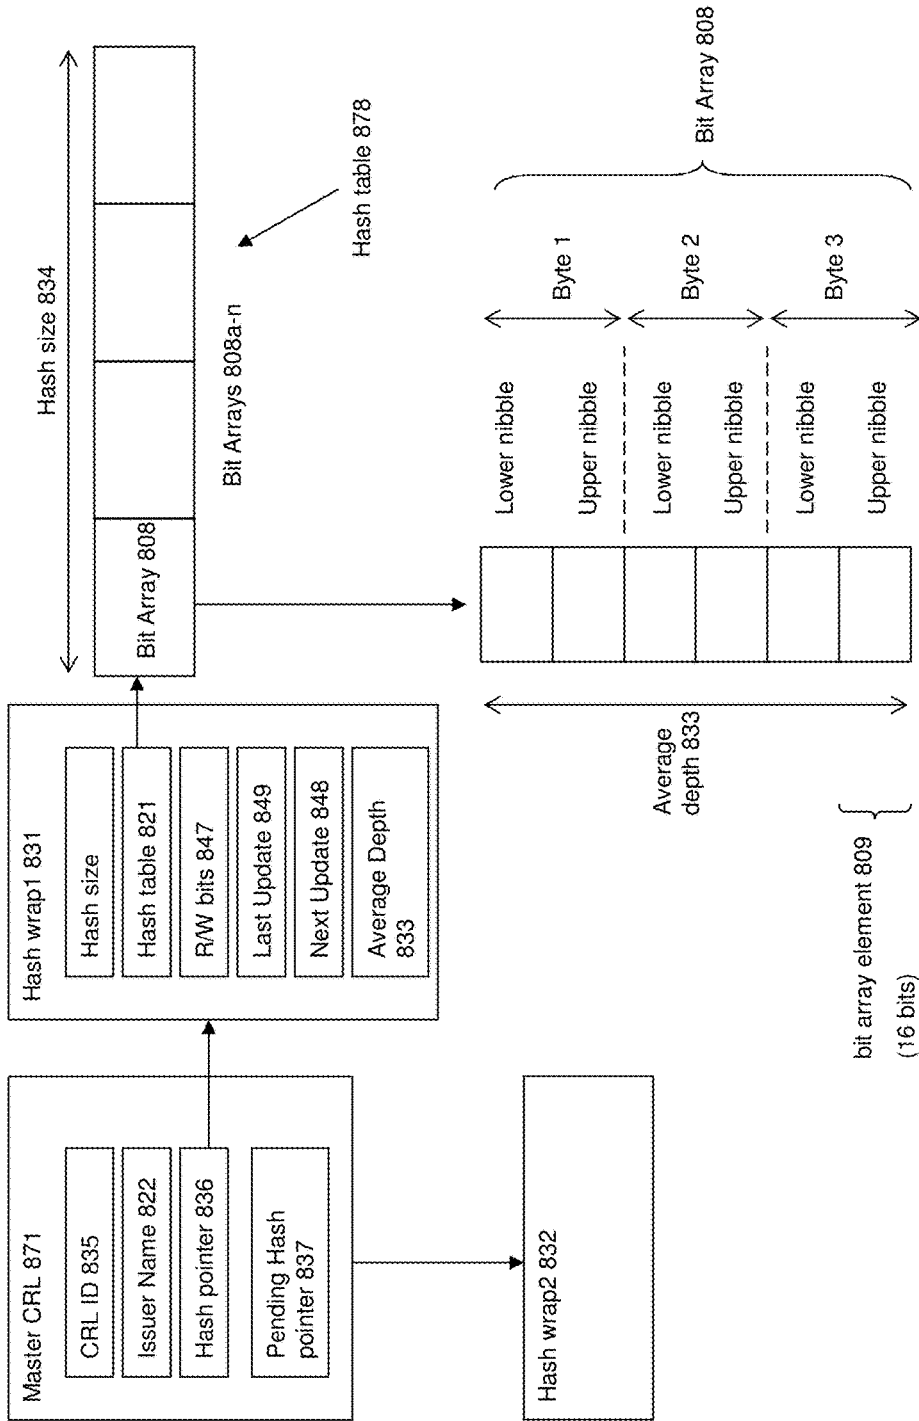 Master CRL 871
CRL ID 835
Issuer Name 822
Hash pointer 836
Pending Hash
pointer 837
Hash wrap2 832
Hash wrap1 831
Hash size
Hash table 821
R/W bits 847
Last Update 849
Next Update 848
Average Depth
833
Hash size 834
Bit Array 808
Bit Arrays 808a-n
Hash table 878
Average
depth 833
bit array element 809
(16 bits)
Lower nibble
Upper nibble
Lower nibble
Upper nibble
Lower nibble
Upper nibble
Byte 1
Byte 2
Byte 3
Bit Array 808